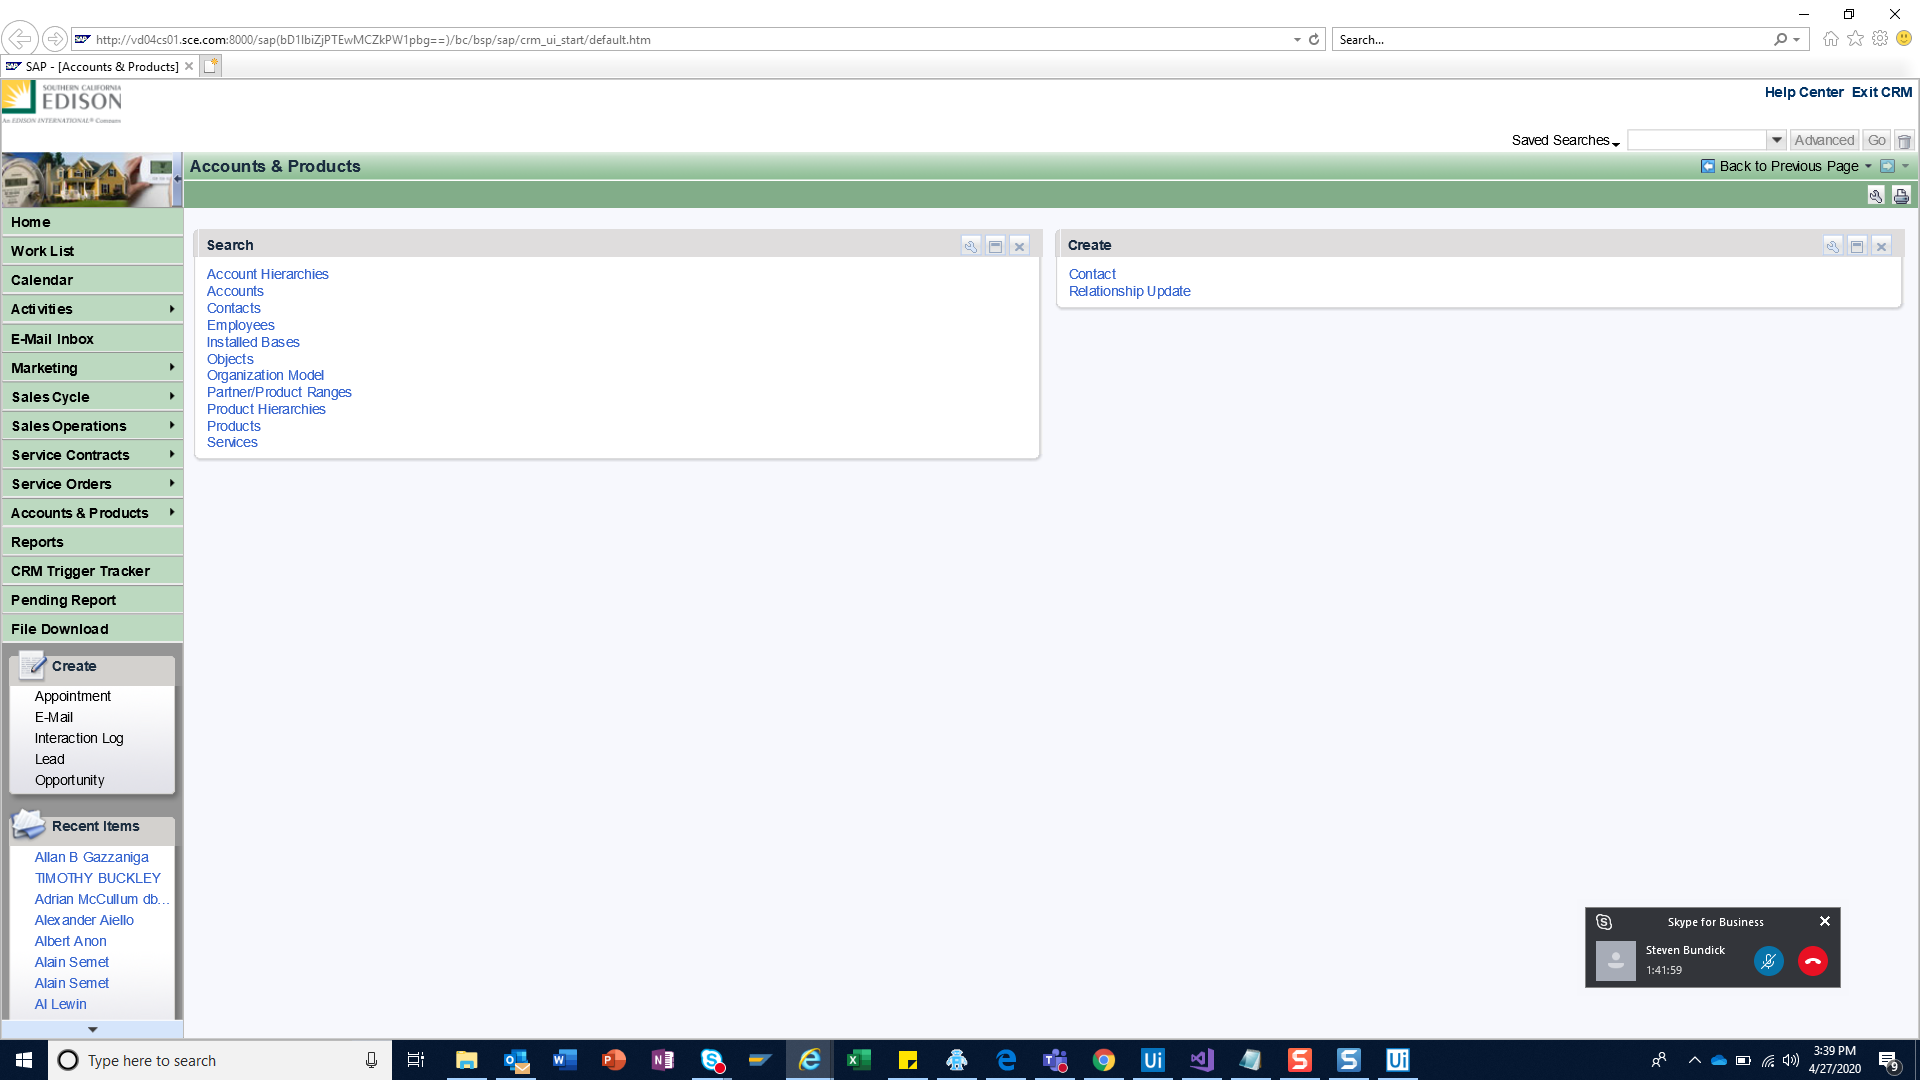 http://vd04cs01.sce.com:8000/sap(bD1lbiZjPTEwMCZkPW1pbg==)/bc/bsp/sap/crm_ui_start/default.htm
Search...
SAP - [Accounts & Products]
SOUTHERN CALIFORNIA
EDISON
An EDISON INTERNATIONAL® Company
Help Center Exit CRM
Saved Searches
Advanced Go
Accounts & Products
Back to Previous Page
Home
Work List
Calendar
Activities
E-Mail Inbox
Marketing
Sales Cycle
Sales Operations
Service Contracts
Service Orders
Accounts & Products
Reports
CRM Trigger Tracker
Pending Report
File Download
Create
Appointment
E-Mail
Interaction Log
Lead
Opportunity
Recent Items
Allan B Gazzaniga
TIMOTHY BUCKLEY
Adrian McCullum db...
Alexander Aiello
Albert Anon
Alain Semet
Alain Semet
Al Lewin
Search
Account Hierarchies
Accounts
Contacts
Employees
Installed Bases
Objects
Organization Model
Partner/Product Ranges
Product Hierarchies
Products
Services
Create
Contact
Relationship Update
Skype for Business
Steven Bundick
1:41:59
Type here to search
3:39 PM
4/27/2020
9